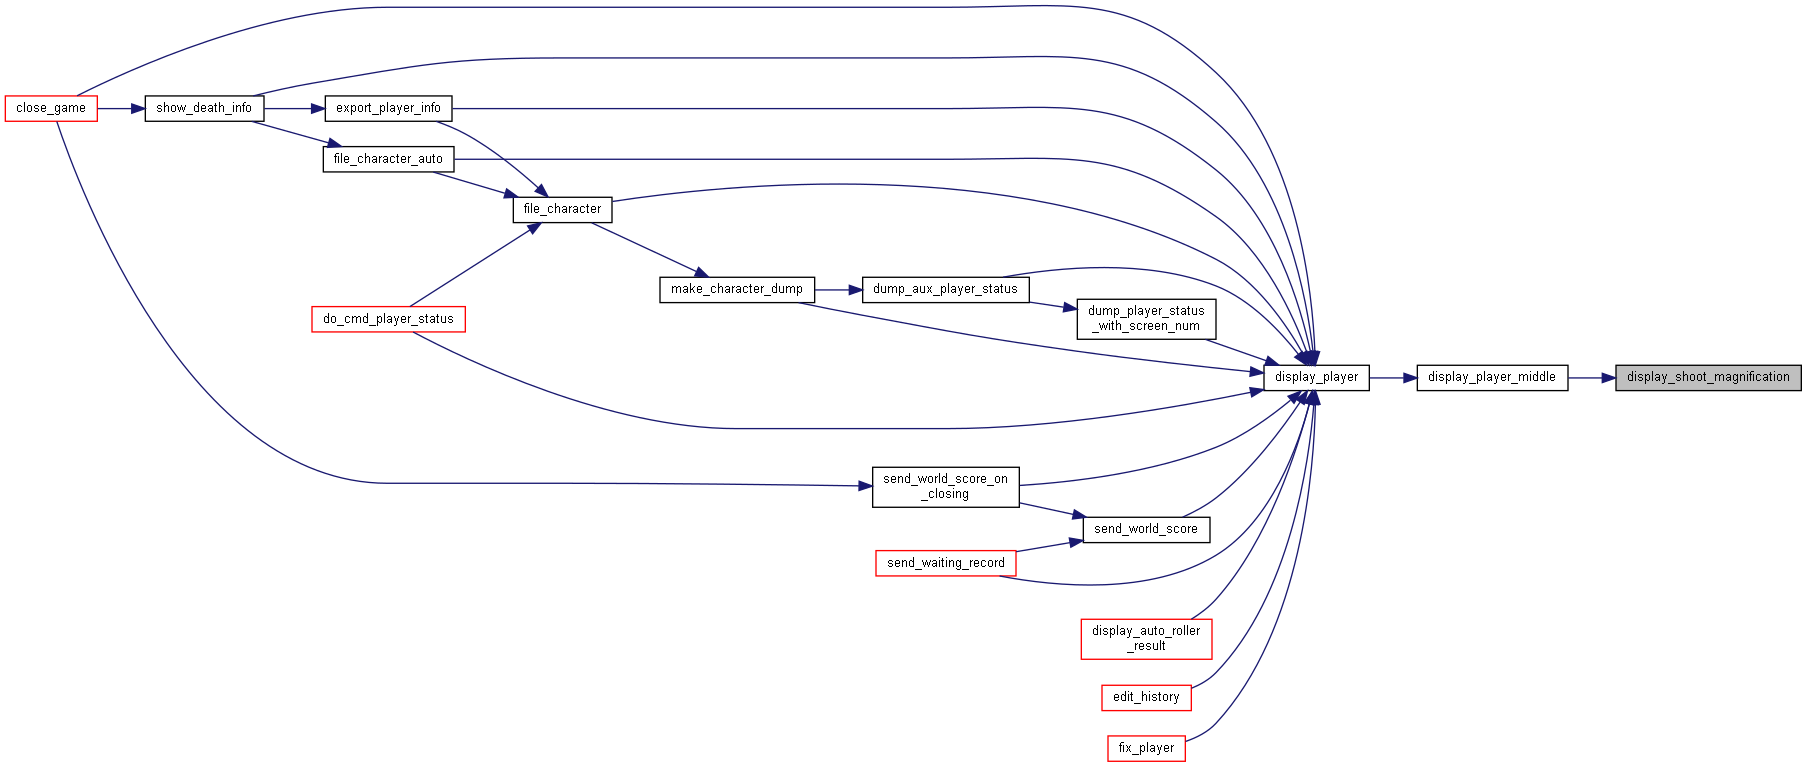 close_game
show_death_info
export_player_info
file_character_auto
file_character
do_cmd_player_status
make_character_dump
dump_aux_player_status
dump_player_status
_with_screen_num
display_player
display_player_middle
display_shoot_magnification
send_world_score_on
_closing
send_world_score
send_waiting_record
display_auto_roller
_result
edit_history
fix_player